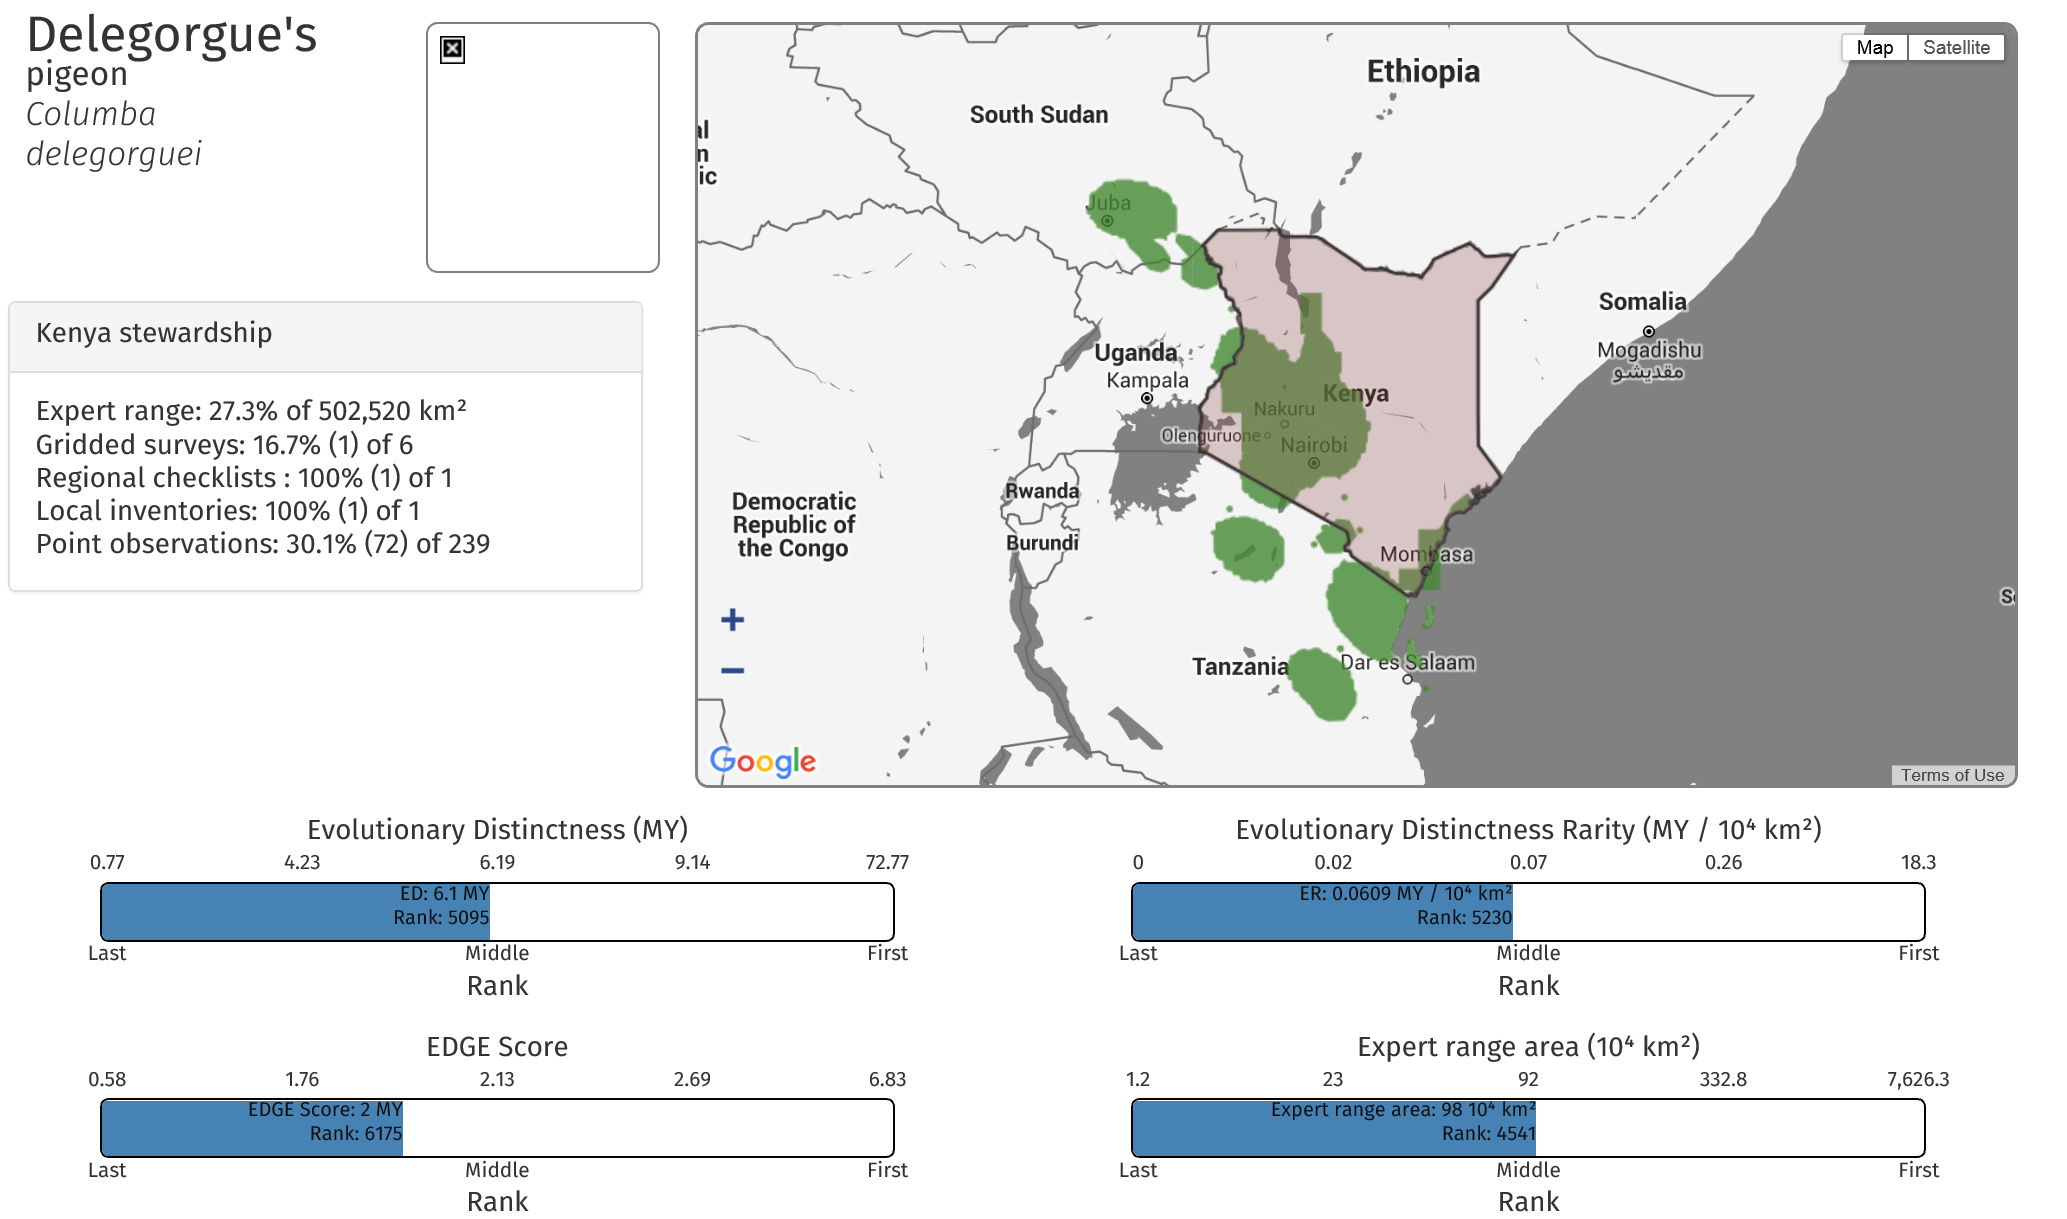 Delegorgue's
pigeon
Columba
delegorguei
Kenya stewardship
Expert range: 27.3% of 502,520 km²
Gridded surveys: 16.7% (1) of 6
Regional checklists : 100% (1) of 1
Local inventories: 100% (1) of 1
Point observations: 30.1% (72) of 239
Map Satellite
Ethiopia
South Sudan
al
n
ic
Juba
Somalia
Mogadishu
مقديشو
Uganda
Kampala
Kenya
Nakuru
Olenguruone
Nairobi
Rwanda
Democratic
Republic of
the Congo
Burundi
Mombasa
S
Tanzania
Dar es Salaam
+
−
Google
Terms of Use
Evolutionary Distinctness (MY)
0.77 4.23 6.19 9.14 72.77
ED: 6.1 MY
Rank: 5095
Last Middle First
Rank
Evolutionary Distinctness Rarity (MY / 10⁴ km²)
0 0.02 0.07 0.26 18.3
ER: 0.0609 MY / 10⁴ km²
Rank: 5230
Last Middle First
Rank
EDGE Score
0.58 1.76 2.13 2.69 6.83
EDGE Score: 2 MY
Rank: 6175
Last Middle First
Rank
Expert range area (10⁴ km²)
1.2 23 92 332.8 7,626.3
Expert range area: 98 10⁴ km²
Rank: 4541
Last Middle First
Rank